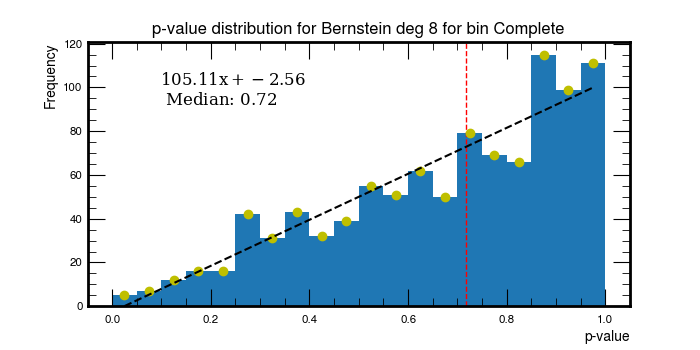 p-value distribution for Bernstein deg 8 for bin Complete
Frequency
120
100
80
60
40
20
0
105.11x + −2.56
Median: 0.72
0.0 0.2 0.4 0.6 0.8 1.0
p-value